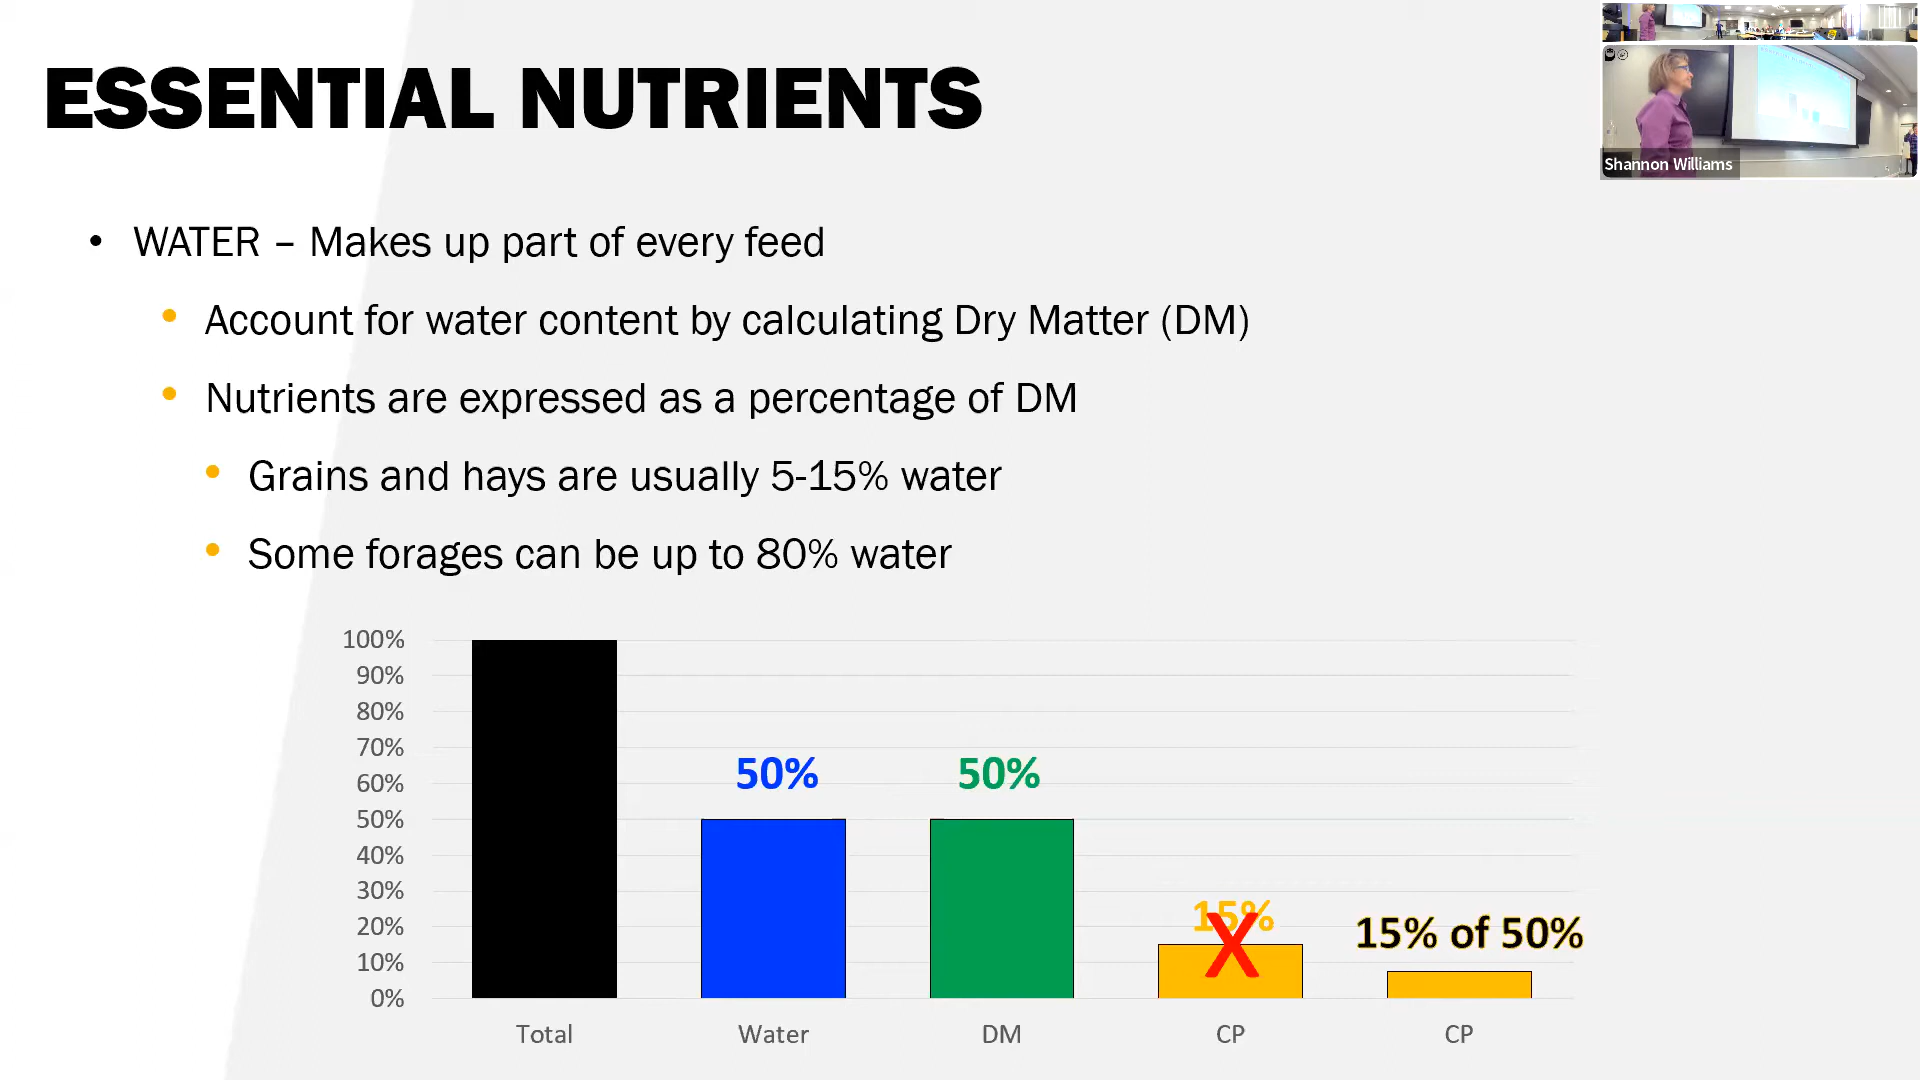 ESSENTIAL NUTRIENTS
Shannon Williams
• WATER – Makes up part of every feed
• Account for water content by calculating Dry Matter (DM)
• Nutrients are expressed as a percentage of DM
• Grains and hays are usually 5-15% water
• Some forages can be up to 80% water
100%
90%
80%
70%
60%
50%
40%
30%
20%
10%
0%
50%
50%
15%
X
15% of 50%
Total
Water
DM
CP
CP